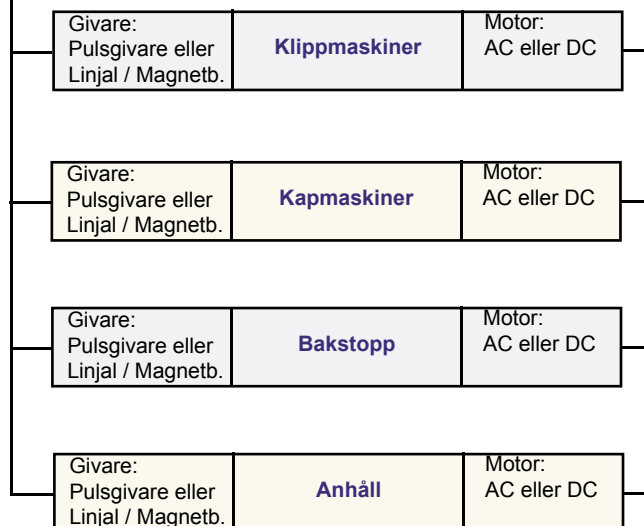 Givare:
Pulsgivare eller
Linjal / Magnetb.
Klippmaskiner
Motor:
AC eller DC
Givare:
Pulsgivare eller
Linjal / Magnetb.
Kapmaskiner
Motor:
AC eller DC
Givare:
Pulsgivare eller
Linjal / Magnetb.
Bakstopp
Motor:
AC eller DC
Givare:
Pulsgivare eller
Linjal / Magnetb.
Anhåll
Motor:
AC eller DC